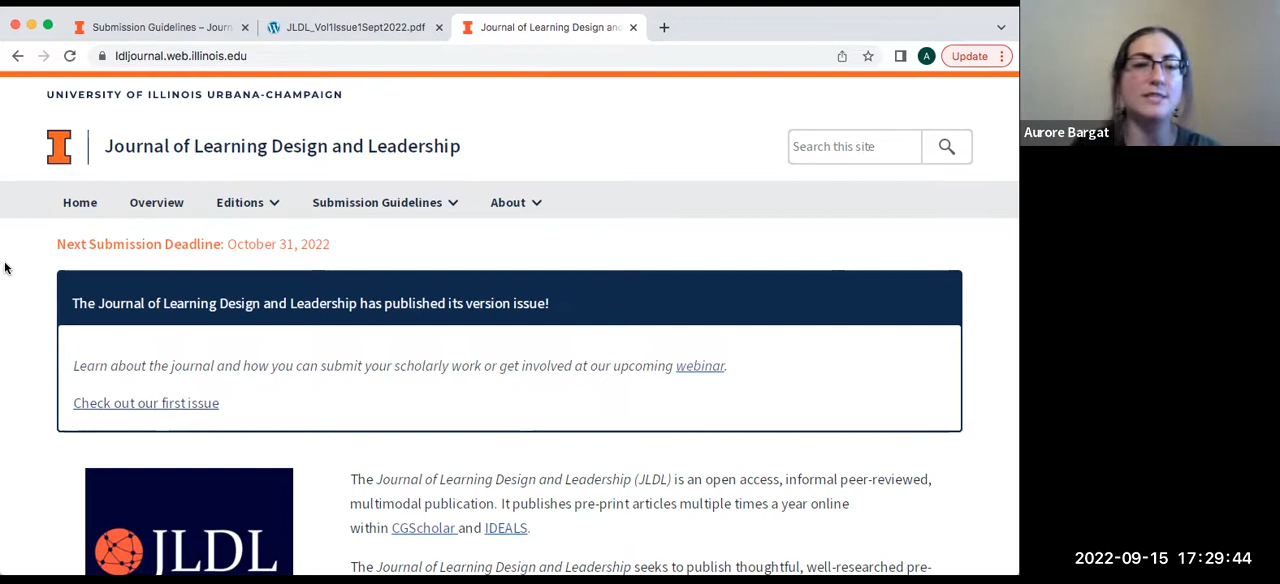 Submission Guidelines – Journ
JLDL_Vol1Issue1Sept2022.pdf
Journal of Learning Design and
ldljournal.web.illinois.edu
A
Update
UNIVERSITY OF ILLINOIS URBANA-CHAMPAIGN
Journal of Learning Design and Leadership
Search this site
Home
Overview
Editions
Submission Guidelines
About
Next Submission Deadline: October 31, 2022
The Journal of Learning Design and Leadership has published its version issue!
Learn about the journal and how you can submit your scholarly work or get involved at our upcoming webinar.
Check out our first issue
JLDL
The Journal of Learning Design and Leadership (JLDL) is an open access, informal peer-reviewed,
multimodal publication. It publishes pre-print articles multiple times a year online
within CGScholar and IDEALS.
The Journal of Learning Design and Leadership seeks to publish thoughtful, well-researched pre-
Aurore Bargat
2022-09-15 17:29:44